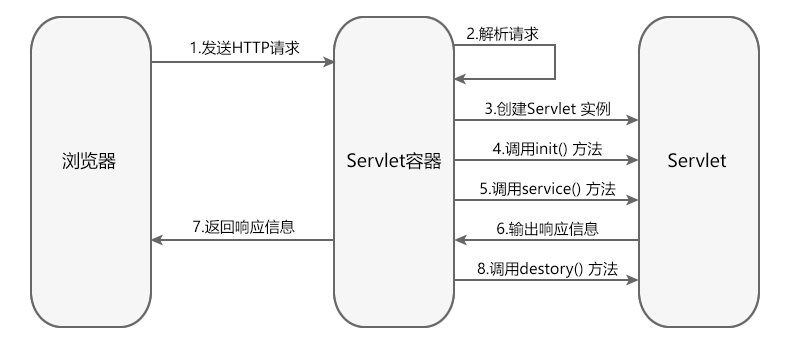 浏览器
1.发送HTTP请求
Servlet容器
2.解析请求
3.创建Servlet 实例
4.调用init() 方法
5.调用service() 方法
6.输出响应信息
7.返回响应信息
8.调用destory() 方法
Servlet